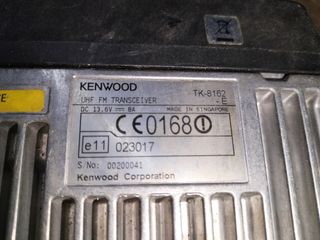 KENWOOD
UHF FM TRANSCEIVER TK-8162
DC 13.6V ⎓ 8A -E
MADE IN SINGAPORE
CE0168!
e11 023017
S/No: 00200041
Kenwood Corporation